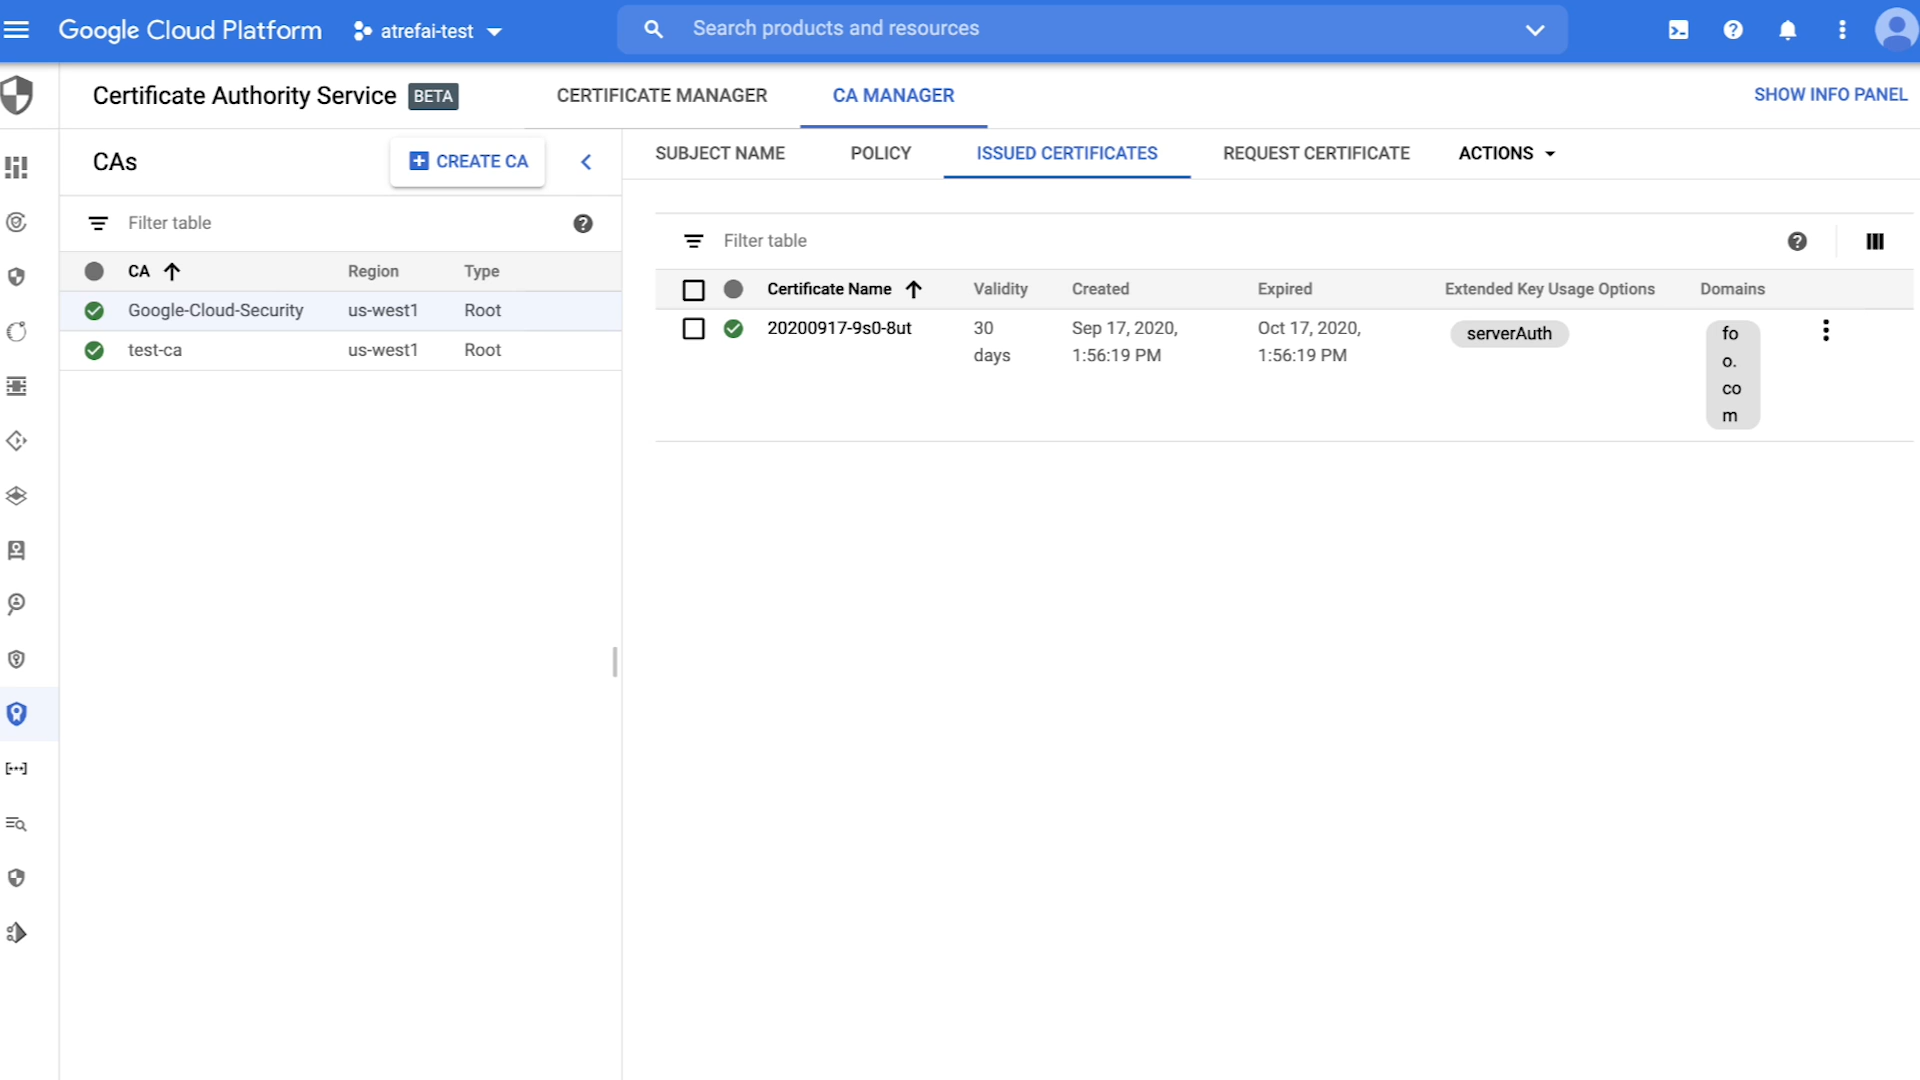 Google Cloud Platform
atrefai-test
Search products and resources
Certificate Authority Service BETA
CERTIFICATE MANAGER
CA MANAGER
SHOW INFO PANEL
CAs
CREATE CA
Filter table
CA Region Type
Google-Cloud-Security us-west1 Root
test-ca us-west1 Root
SUBJECT NAME
POLICY
ISSUED CERTIFICATES
REQUEST CERTIFICATE
ACTIONS
Filter table
Certificate Name Validity Created Expired Extended Key Usage Options Domains
20200917-9s0-8ut
30
days
Sep 17, 2020,
1:56:19 PM
Oct 17, 2020,
1:56:19 PM
serverAuth
fo
o.
co
m